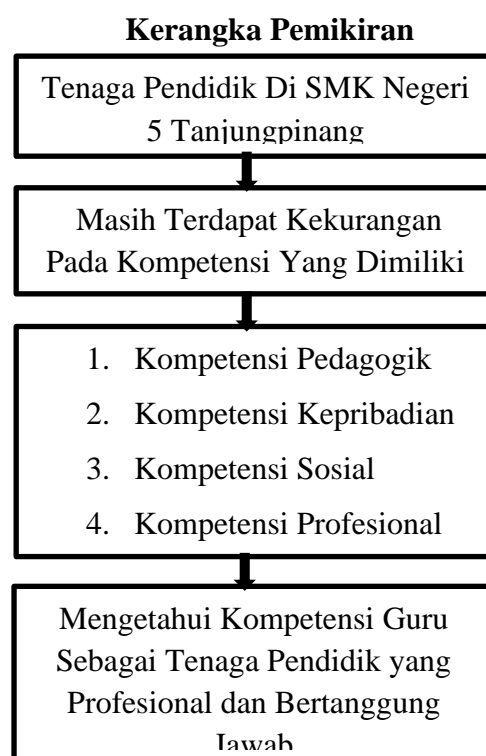 Kerangka Pemikiran
Tenaga Pendidik Di SMK Negeri
5 Tanjungpinang
Masih Terdapat Kekurangan
Pada Kompetensi Yang Dimiliki
1. Kompetensi Pedagogik
2. Kompetensi Kepribadian
3. Kompetensi Sosial
4. Kompetensi Profesional
Mengetahui Kompetensi Guru
Sebagai Tenaga Pendidik yang
Profesional dan Bertanggung
Jawab